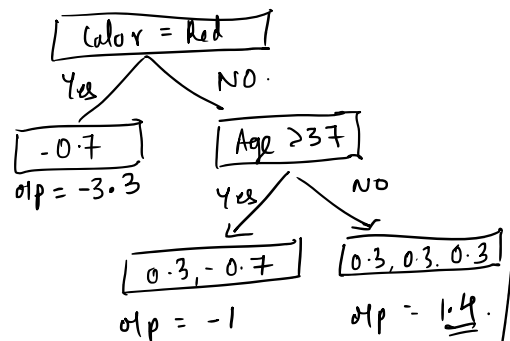 Color = Red
Yes
NO.
-0.7
Age >37
o/p = -3.3
Yes
NO
0.3, -0.7
0.3, 0.3, 0.3
o/p = -1
o/p = 1.4.